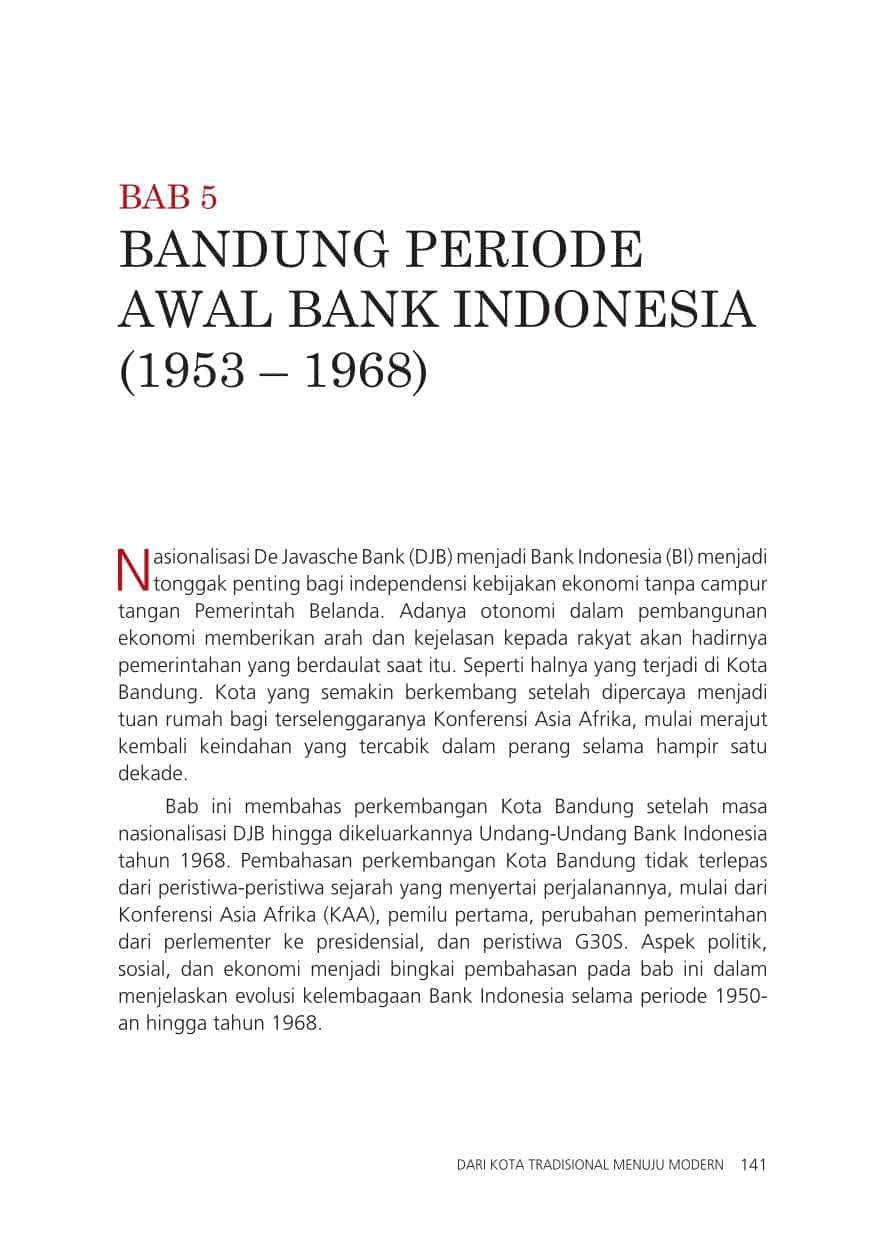 BAB 5
BANDUNG PERIODE
AWAL BANK INDONESIA
(1953 – 1968)
Nasionalisasi De Javasche Bank (DJB) menjadi Bank Indonesia (BI) menjadi
tonggak penting bagi independensi kebijakan ekonomi tanpa campur
tangan Pemerintah Belanda. Adanya otonomi dalam pembangunan
ekonomi memberikan arah dan kejelasan kepada rakyat akan hadirnya
pemerintahan yang berdaulat saat itu. Seperti halnya yang terjadi di Kota
Bandung. Kota yang semakin berkembang setelah dipercaya menjadi
tuan rumah bagi terselenggaranya Konferensi Asia Afrika, mulai merajut
kembali keindahan yang tercabik dalam perang selama hampir satu
dekade.
Bab ini membahas perkembangan Kota Bandung setelah masa
nasionalisasi DJB hingga dikeluarkannya Undang-Undang Bank Indonesia
tahun 1968. Pembahasan perkembangan Kota Bandung tidak terlepas
dari peristiwa-peristiwa sejarah yang menyertai perjalanannya, mulai dari
Konferensi Asia Afrika (KAA), pemilu pertama, perubahan pemerintahan
dari perlementer ke presidensial, dan peristiwa G30S. Aspek politik,
sosial, dan ekonomi menjadi bingkai pembahasan pada bab ini dalam
menjelaskan evolusi kelembagaan Bank Indonesia selama periode 1950-
an hingga tahun 1968.
DARI KOTA TRADISIONAL MENUJU MODERN 141